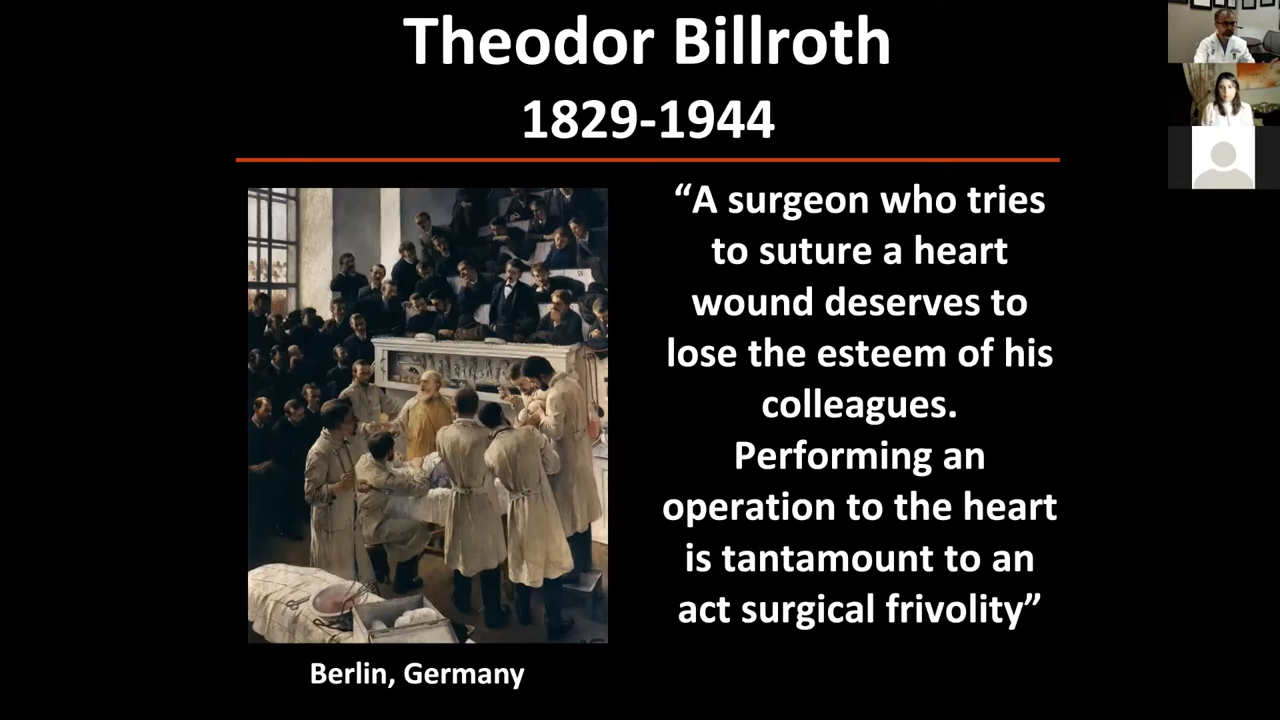 Theodor Billroth
1829-1944
“A surgeon who tries
to suture a heart
wound deserves to
lose the esteem of his
colleagues.
Performing an
operation to the heart
is tantamount to an
act surgical frivolity”
Berlin, Germany